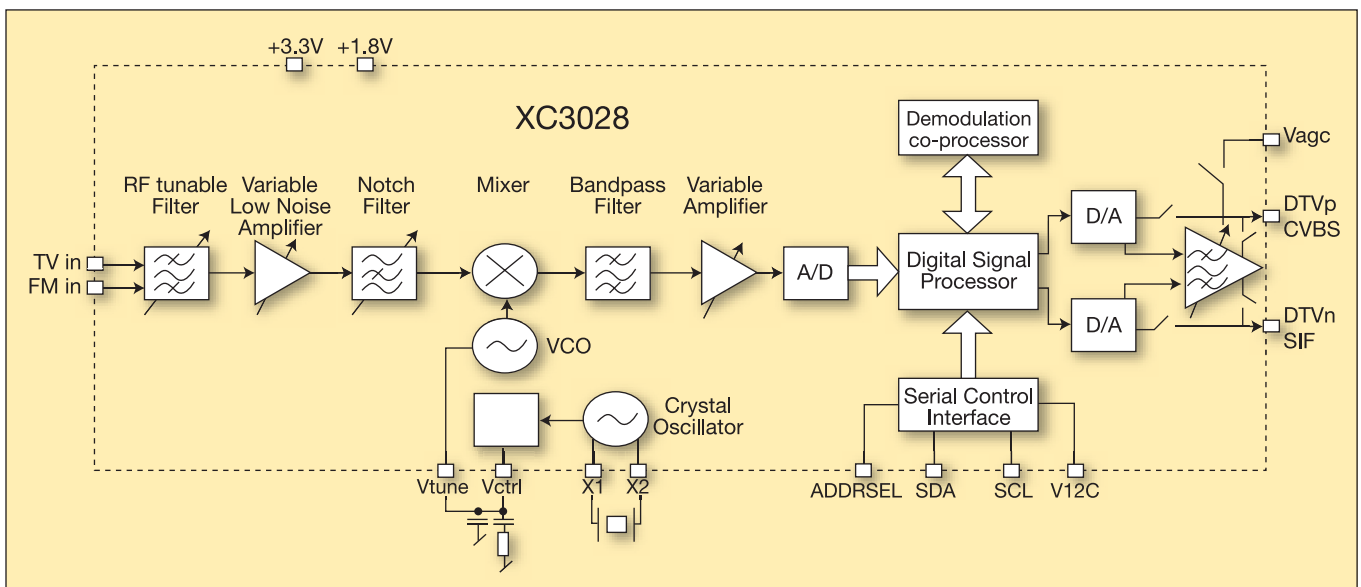 +3.3V +1.8V
XC3028
Demodulation
co-processor
Vagc
RF tunable
Filter
Variable
Low Noise
Amplifier
Notch
Filter
Mixer
Bandpass
Filter
Variable
Amplifier
D/A
DTVp
CVBS
TV in
FM in
A/D
Digital Signal
Processor
D/A
DTVn
SIF
VCO
Crystal
Oscillator
Serial Control
Interface
Vtune
Vctrl
X1
X2
ADDRSEL
SDA
SCL
V12C